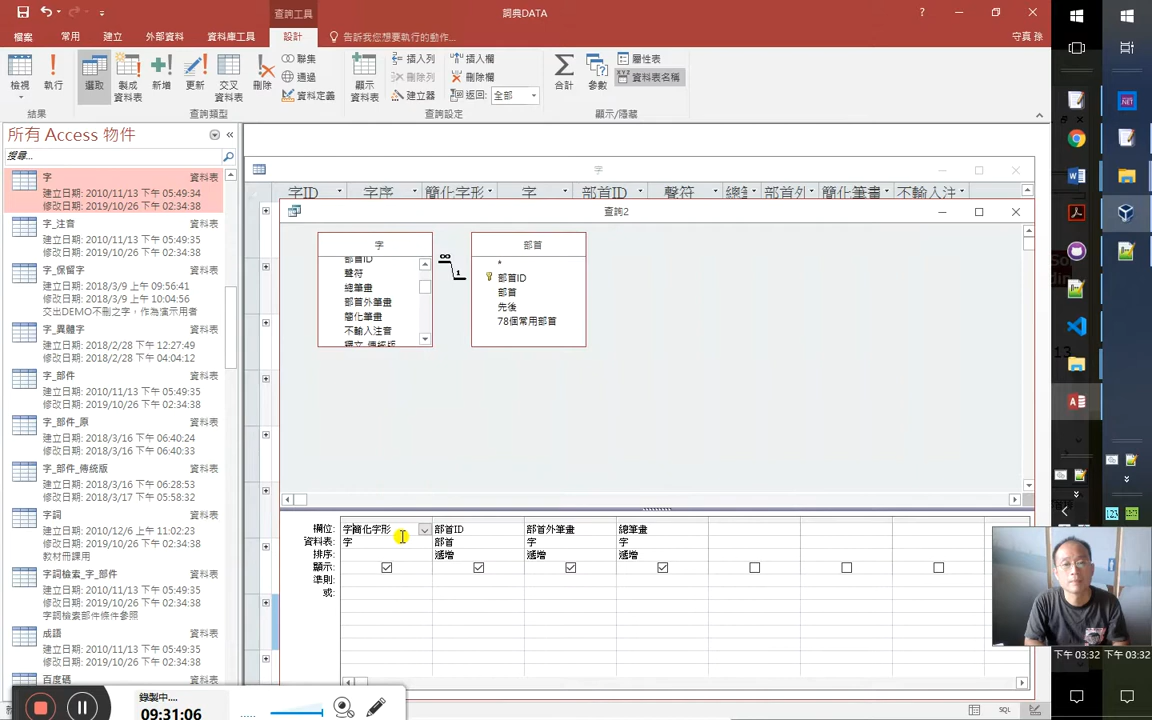 查詢工具
詞典DATA
?
檔案 常用 建立 外部資料 資料庫工具 設計 告訴我您想要執行的動作... 守真 孫
檢視 執行 選取 製成資料表 新增 更新 交叉資料表 刪除
聯集
通過
資料定義
顯示資料表
插入列
刪除列
建立器
插入欄
刪除欄
返回: 全部
合計 參數
屬性表
資料表名稱
結果 查詢類型 查詢設定 顯示/隱藏
所有 Access 物件
搜尋...
字 資料表
建立日期: 2010/11/13 下午 05:49:34
修改日期: 2019/10/26 下午 02:34:38
字_注音 資料表
建立日期: 2010/11/13 下午 05:49:35
修改日期: 2019/10/26 下午 02:34:38
字_保留字 資料表
建立日期: 2018/3/9 上午 09:56:41
修改日期: 2018/3/9 上午 10:04:56
交出DEMO不刪之字，作為演示用者
字_異體字 資料表
建立日期: 2018/2/28 下午 12:27:49
修改日期: 2018/2/28 下午 04:04:12
字_部件 資料表
建立日期: 2010/11/13 下午 05:49:35
修改日期: 2019/10/26 下午 02:34:38
字_部件_原 資料表
建立日期: 2018/3/16 下午 06:40:24
修改日期: 2018/3/16 下午 06:40:33
字_部件_傳統版 資料表
建立日期: 2018/3/16 下午 06:28:53
修改日期: 2018/3/17 下午 05:58:32
字詞 資料表
建立日期: 2010/12/6 上午 11:02:23
修改日期: 2019/10/26 下午 02:34:38
教材冊課用
字詞檢索_字_部件 資料表
建立日期: 2019/10/26 下午 02:34:38
修改日期: 2019/10/26 下午 02:34:38
字詞檢索部件條件參照
成語 資料表
建立日期: 2010/11/13 下午 05:49:35
修改日期: 2019/10/26 下午 02:34:38
百度碼 資料表
字
字ID 字序 簡化字形 字 部首ID 聲符 總筆 部首外 簡化筆畫 不輸入注
查詢2
字
部首ID
聲符
總筆畫
部首外筆畫
簡化筆畫
不輸入注音
獨立_傳統版
∞
1
部首
*
部首ID
部首
先後
78個常用部首
欄位: 字簡化字形 部首ID 部首外筆畫 總筆畫
資料表: 字 部首 字 字
排序: 遞增 遞增 遞增
顯示:
準則:
或:
錄製中....
09:31:06
SQL
下午 03:32 下午 03:32